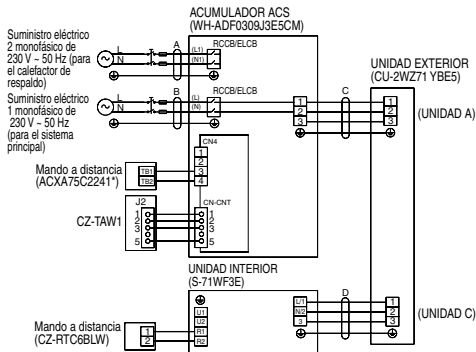 ACUMULADOR ACS
(WH-ADF0309J3E5CM)
Suministro eléctrico
2 monofásico de
230 V ~ 50 Hz (para
el calefactor de
respaldo)
L
N
A
(L1)
(N1)
RCCB/ELCB
UNIDAD EXTERIOR
(CU-2WZ71 YBE5)
Suministro eléctrico
1 monofásico de
230 V ~ 50 Hz
(para el sistema
principal)
L
N
B
(L)
(N)
RCCB/ELCB
1
2
3
C
1
2
3
(UNIDAD A)
CN4
1
2
3
4
Mando a distancia
(ACXA75C2241*)
TB1
TB2
CN-CNT
CZ-TAW1
J2
1
2
3
5
1
2
3
5
UNIDAD INTERIOR
(S-71WF3E)
U1
U2
R1
R2
L/1
N/2
3
D
1
2
3
(UNIDAD C)
Mando a distancia
(CZ-RTC6BLW)
1
2